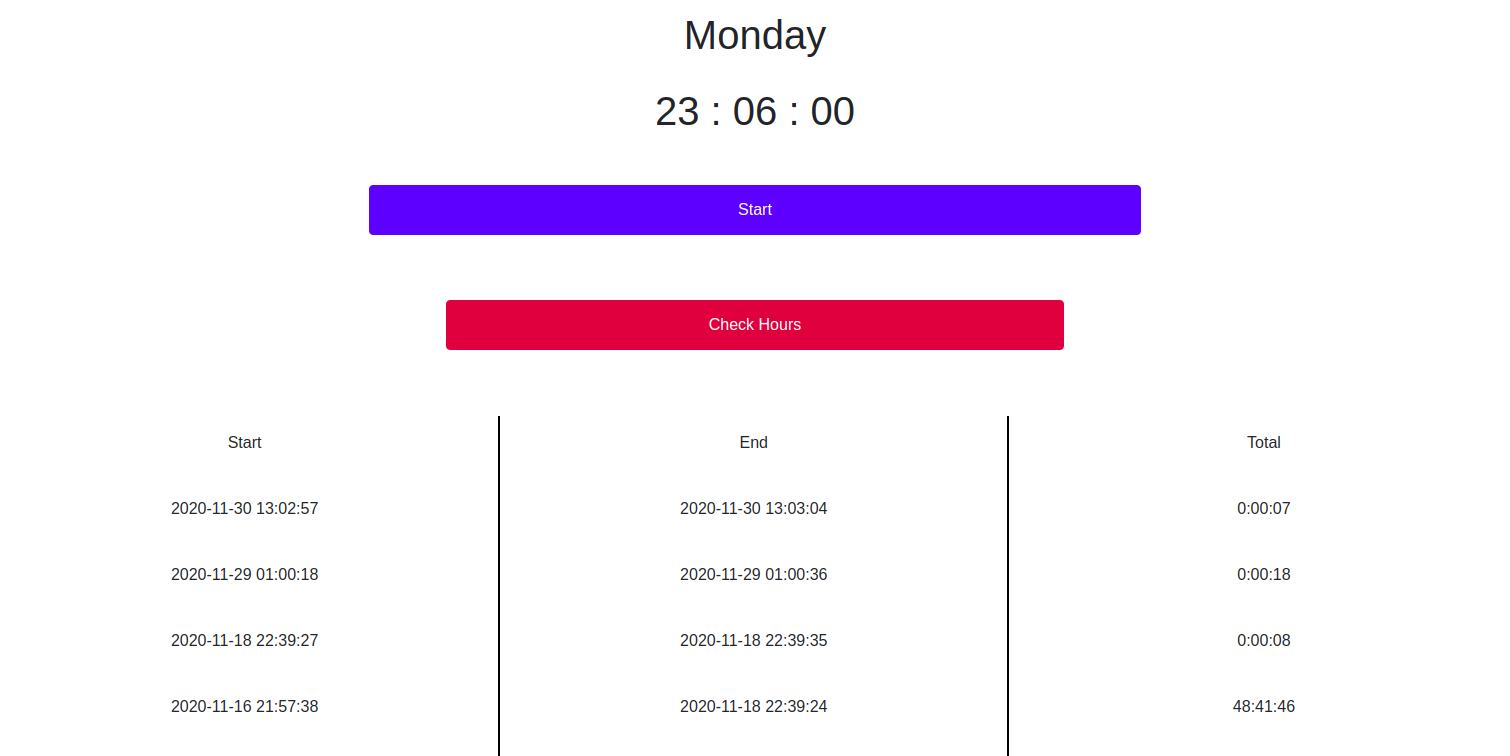 Monday
23 : 06 : 00
Start
Check Hours
Start End Total
2020-11-30 13:02:57 2020-11-30 13:03:04 0:00:07
2020-11-29 01:00:18 2020-11-29 01:00:36 0:00:18
2020-11-18 22:39:27 2020-11-18 22:39:35 0:00:08
2020-11-16 21:57:38 2020-11-18 22:39:24 48:41:46